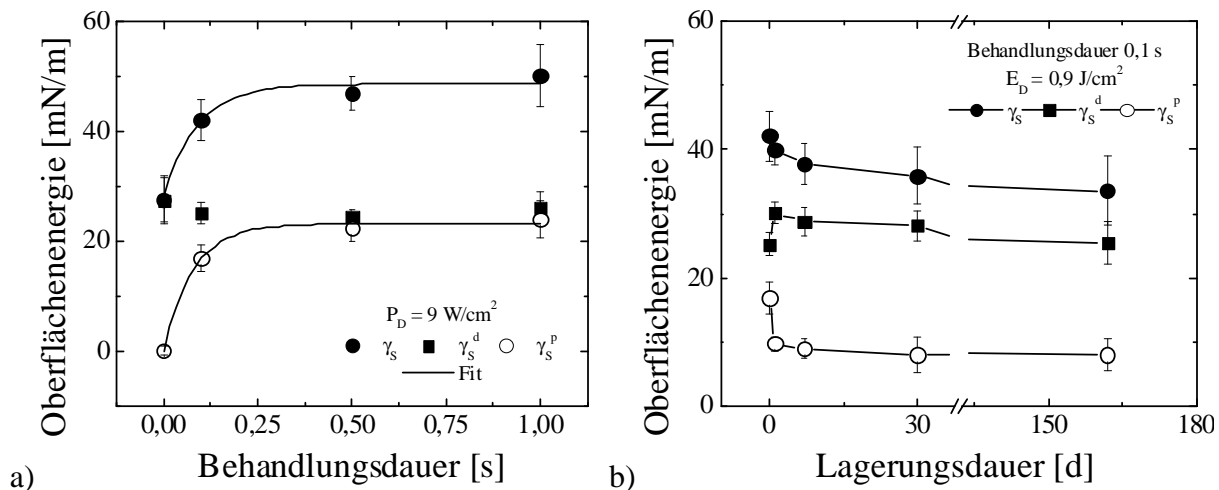 60
40
20
0
Oberflächenenergie [mN/m]
P_D = 9 W/cm²
γ_S γ_S^d γ_S^p
Fit
0,00 0,25 0,50 0,75 1,00
Behandlungsdauer [s]
a)
60
40
20
0
Oberflächenenergie [mN/m]
Behandlungsdauer 0,1 s
E_D = 0,9 J/cm²
γ_S γ_S^d γ_S^p
0 30 150 180
Lagerungsdauer [d]
b)